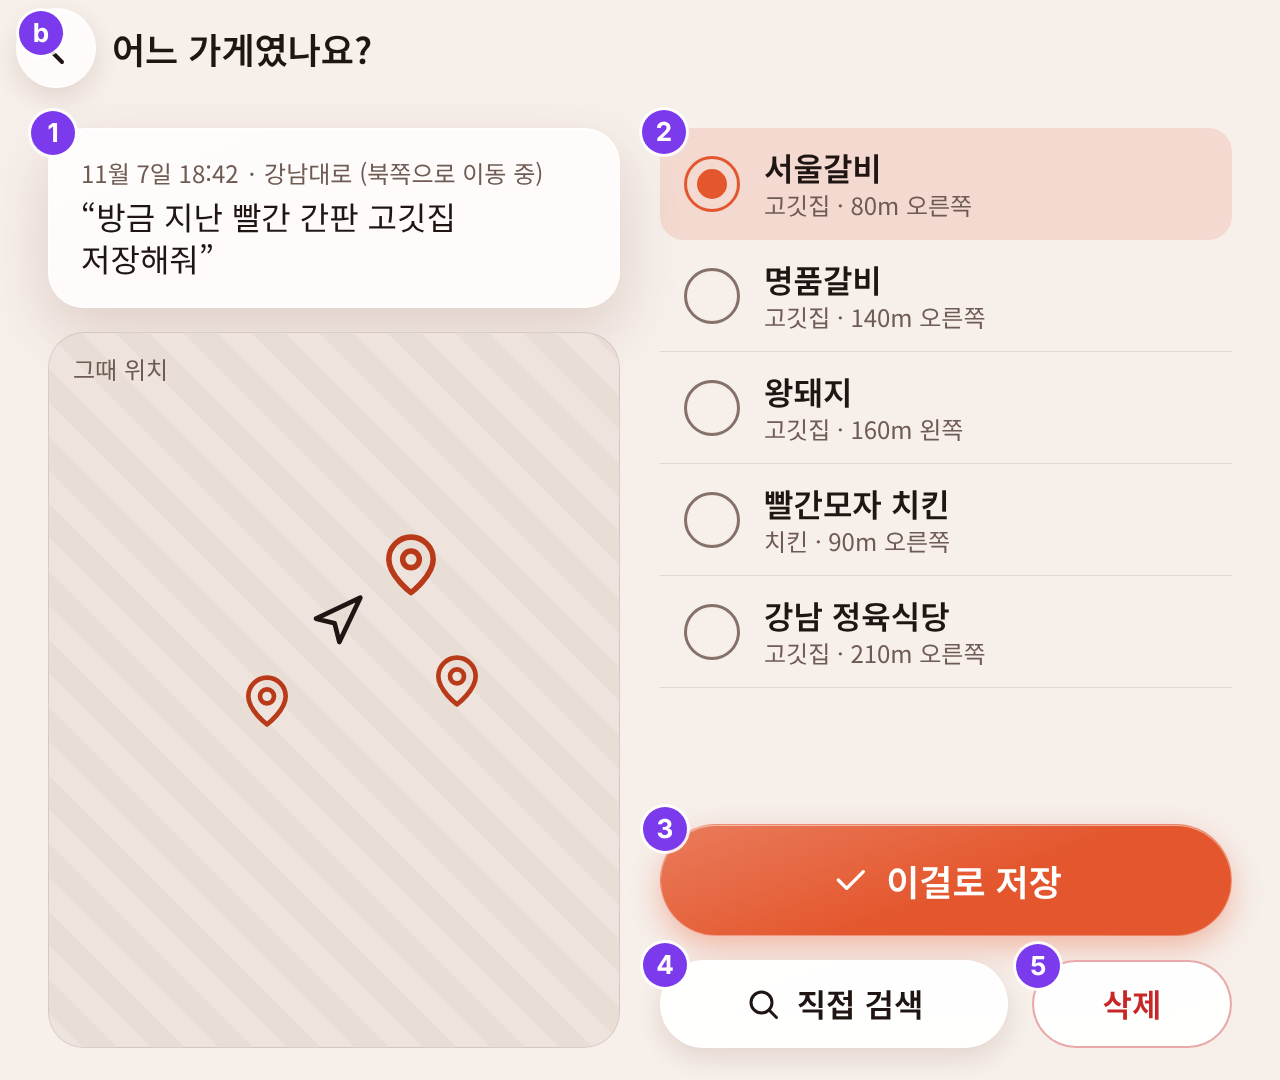 b
어느 가게였나요?
1
11월 7일 18:42 · 강남대로 (북쪽으로 이동 중)
“방금 지난 빨간 간판 고깃집
저장해줘”
그때 위치
2
서울갈비
고깃집 · 80m 오른쪽
명품갈비
고깃집 · 140m 오른쪽
왕돼지
고깃집 · 160m 왼쪽
빨간모자 치킨
치킨 · 90m 오른쪽
강남 정육식당
고깃집 · 210m 오른쪽
3
이걸로 저장
4
직접 검색
5
삭제